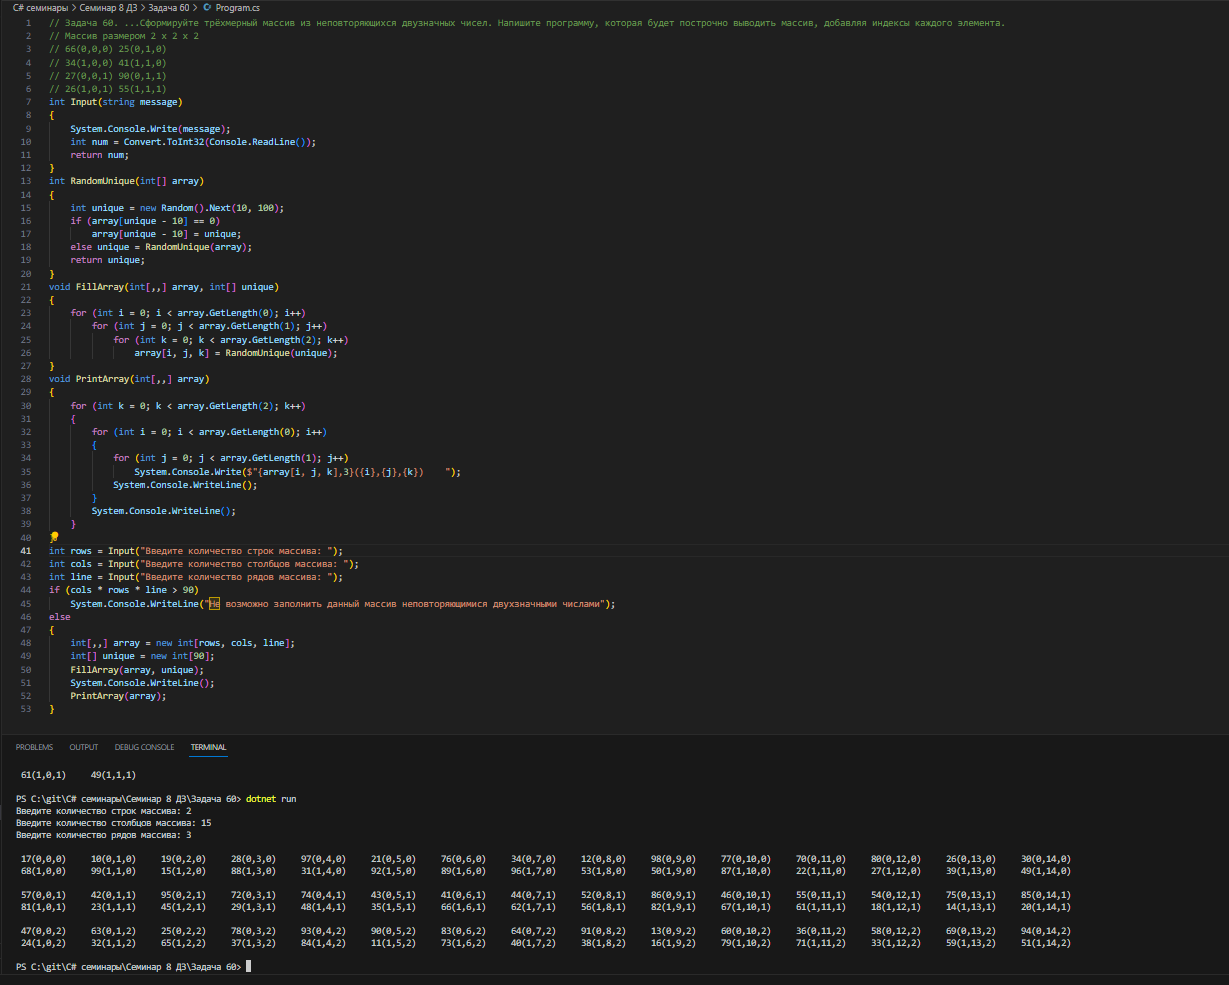 C# семинары > Семинар 8 ДЗ > Задача 60 > Program.cs
1 // Задача 60. ...Сформируйте трёхмерный массив из неповторяющихся двузначных чисел. Напишите программу, которая будет построчно выводить массив, добавляя индексы каждого элемента.
2 // Массив размером 2 x 2 x 2
3 // 66(0,0,0) 25(0,1,0)
4 // 34(1,0,0) 41(1,1,0)
5 // 27(0,0,1) 90(0,1,1)
6 // 26(1,0,1) 55(1,1,1)
7 int Input(string message)
8 {
9 System.Console.Write(message);
10 int num = Convert.ToInt32(Console.ReadLine());
11 return num;
12 }
13 int RandomUnique(int[] array)
14 {
15 int unique = new Random().Next(10, 100);
16 if (array[unique - 10] == 0)
17 array[unique - 10] = unique;
18 else unique = RandomUnique(array);
19 return unique;
20 }
21 void FillArray(int[,,] array, int[] unique)
22 {
23 for (int i = 0; i < array.GetLength(0); i++)
24 for (int j = 0; j < array.GetLength(1); j++)
25 for (int k = 0; k < array.GetLength(2); k++)
26 array[i, j, k] = RandomUnique(unique);
27 }
28 void PrintArray(int[,,] array)
29 {
30 for (int k = 0; k < array.GetLength(2); k++)
31 {
32 for (int i = 0; i < array.GetLength(0); i++)
33 {
34 for (int j = 0; j < array.GetLength(1); j++)
35 System.Console.Write($"{array[i, j, k],3}({i},{j},{k})    ");
36 System.Console.WriteLine();
37 }
38 System.Console.WriteLine();
39 }
40 }
41 int rows = Input("Введите количество строк массива: ");
42 int cols = Input("Введите количество столбцов массива: ");
43 int line = Input("Введите количество рядов массива: ");
44 if (cols * rows * line > 90)
45 System.Console.WriteLine("Не возможно заполнить данный массив неповторяющимися двухзначными числами");
46 else
47 {
48 int[,,] array = new int[rows, cols, line];
49 int[] unique = new int[90];
50 FillArray(array, unique);
51 System.Console.WriteLine();
52 PrintArray(array);
53 }
PROBLEMS OUTPUT DEBUG CONSOLE TERMINAL
61(1,0,1) 49(1,1,1)
PS C:\git\C# семинары\Семинар 8 ДЗ\Задача 60> dotnet run
Введите количество строк массива: 2
Введите количество столбцов массива: 15
Введите количество рядов массива: 3
17(0,0,0) 10(0,1,0) 19(0,2,0) 28(0,3,0) 97(0,4,0) 21(0,5,0) 76(0,6,0) 34(0,7,0) 12(0,8,0) 98(0,9,0) 77(0,10,0) 70(0,11,0) 80(0,12,0) 26(0,13,0) 30(0,14,0)
68(1,0,0) 99(1,1,0) 15(1,2,0) 88(1,3,0) 31(1,4,0) 92(1,5,0) 89(1,6,0) 96(1,7,0) 53(1,8,0) 50(1,9,0) 87(1,10,0) 22(1,11,0) 27(1,12,0) 39(1,13,0) 49(1,14,0)
57(0,0,1) 42(0,1,1) 95(0,2,1) 72(0,3,1) 74(0,4,1) 43(0,5,1) 41(0,6,1) 44(0,7,1) 52(0,8,1) 86(0,9,1) 46(0,10,1) 55(0,11,1) 54(0,12,1) 75(0,13,1) 85(0,14,1)
81(1,0,1) 23(1,1,1) 45(1,2,1) 29(1,3,1) 48(1,4,1) 35(1,5,1) 66(1,6,1) 62(1,7,1) 56(1,8,1) 82(1,9,1) 67(1,10,1) 61(1,11,1) 18(1,12,1) 14(1,13,1) 20(1,14,1)
47(0,0,2) 63(0,1,2) 25(0,2,2) 78(0,3,2) 93(0,4,2) 90(0,5,2) 83(0,6,2) 64(0,7,2) 91(0,8,2) 13(0,9,2) 60(0,10,2) 36(0,11,2) 58(0,12,2) 69(0,13,2) 94(0,14,2)
24(1,0,2) 32(1,1,2) 65(1,2,2) 37(1,3,2) 84(1,4,2) 11(1,5,2) 73(1,6,2) 40(1,7,2) 38(1,8,2) 16(1,9,2) 79(1,10,2) 71(1,11,2) 33(1,12,2) 59(1,13,2) 51(1,14,2)
PS C:\git\C# семинары\Семинар 8 ДЗ\Задача 60>